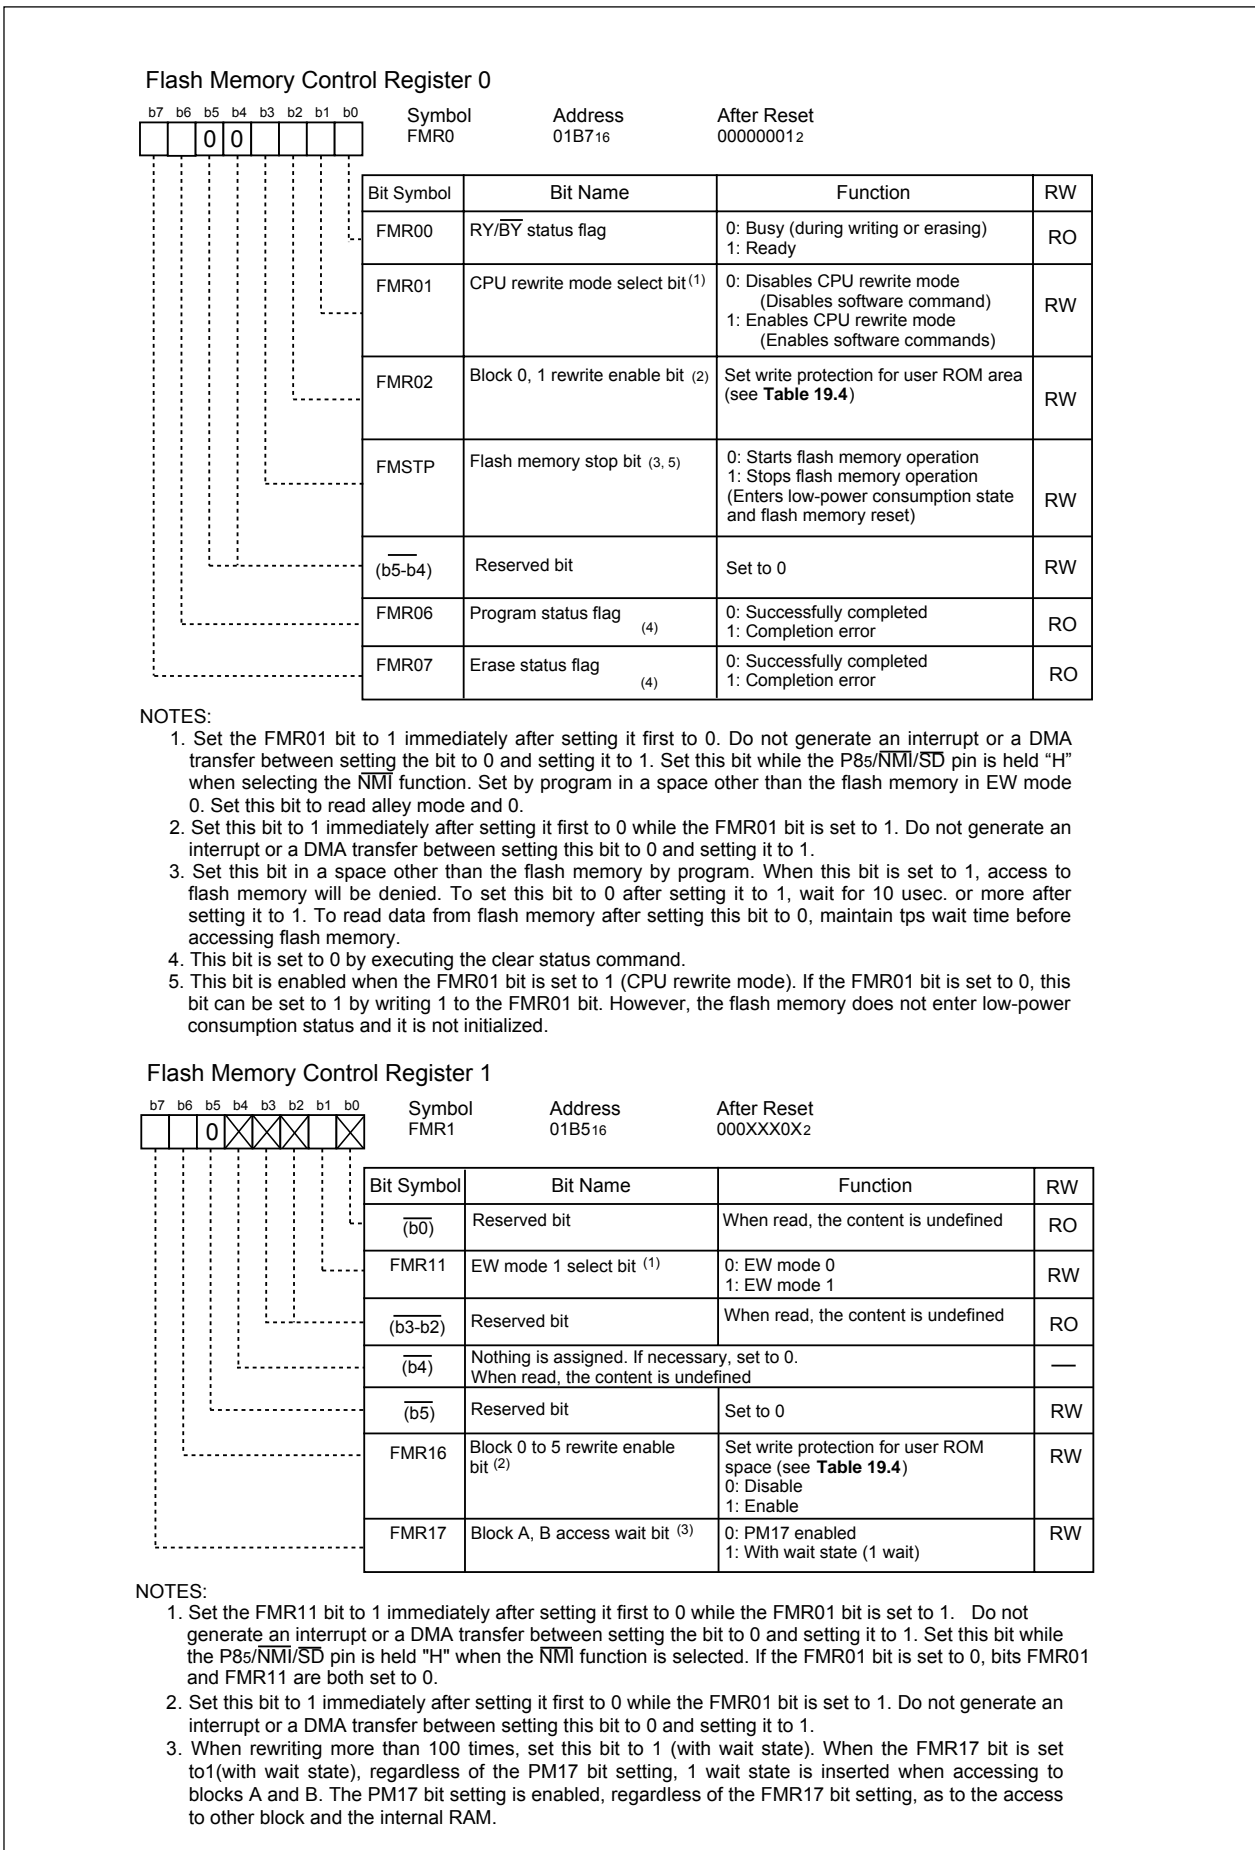 Flash Memory Control Register 0
b7 b6 b5 b4 b3 b2 b1 b0
0 0
Symbol Address After Reset
FMR0 01B716 000000012
Bit Symbol Bit Name Function RW
FMR00 RY/BY status flag 0: Busy (during writing or erasing)
1: Ready RO
FMR01 CPU rewrite mode select bit (1) 0: Disables CPU rewrite mode
(Disables software command)
1: Enables CPU rewrite mode
(Enables software commands) RW
FMR02 Block 0, 1 rewrite enable bit (2) Set write protection for user ROM area
(see Table 19.4) RW
FMSTP Flash memory stop bit (3, 5) 0: Starts flash memory operation
1: Stops flash memory operation
(Enters low-power consumption state
and flash memory reset) RW
(b5-b4) Reserved bit Set to 0 RW
FMR06 Program status flag (4) 0: Successfully completed
1: Completion error RO
FMR07 Erase status flag (4) 0: Successfully completed
1: Completion error RO
NOTES:
1. Set the FMR01 bit to 1 immediately after setting it first to 0. Do not generate an interrupt or a DMA
transfer between setting the bit to 0 and setting it to 1. Set this bit while the P85/NMI/SD pin is held “H”
when selecting the NMI function. Set by program in a space other than the flash memory in EW mode
0. Set this bit to read alley mode and 0.
2. Set this bit to 1 immediately after setting it first to 0 while the FMR01 bit is set to 1. Do not generate an
interrupt or a DMA transfer between setting this bit to 0 and setting it to 1.
3. Set this bit in a space other than the flash memory by program. When this bit is set to 1, access to
flash memory will be denied. To set this bit to 0 after setting it to 1, wait for 10 usec. or more after
setting it to 1. To read data from flash memory after setting this bit to 0, maintain tps wait time before
accessing flash memory.
4. This bit is set to 0 by executing the clear status command.
5. This bit is enabled when the FMR01 bit is set to 1 (CPU rewrite mode). If the FMR01 bit is set to 0, this
bit can be set to 1 by writing 1 to the FMR01 bit. However, the flash memory does not enter low-power
consumption status and it is not initialized.
Flash Memory Control Register 1
b7 b6 b5 b4 b3 b2 b1 b0
0
Symbol Address After Reset
FMR1 01B516 000XXX0X2
Bit Symbol Bit Name Function RW
(b0) Reserved bit When read, the content is undefined RO
FMR11 EW mode 1 select bit (1) 0: EW mode 0
1: EW mode 1 RW
(b3-b2) Reserved bit When read, the content is undefined RO
(b4) Nothing is assigned. If necessary, set to 0.
When read, the content is undefined —
(b5) Reserved bit Set to 0 RW
FMR16 Block 0 to 5 rewrite enable
bit (2) Set write protection for user ROM
space (see Table 19.4)
0: Disable
1: Enable RW
FMR17 Block A, B access wait bit (3) 0: PM17 enabled
1: With wait state (1 wait) RW
NOTES:
1. Set the FMR11 bit to 1 immediately after setting it first to 0 while the FMR01 bit is set to 1. Do not
generate an interrupt or a DMA transfer between setting the bit to 0 and setting it to 1. Set this bit while
the P85/NMI/SD pin is held "H" when the NMI function is selected. If the FMR01 bit is set to 0, bits FMR01
and FMR11 are both set to 0.
2. Set this bit to 1 immediately after setting it first to 0 while the FMR01 bit is set to 1. Do not generate an
interrupt or a DMA transfer between setting this bit to 0 and setting it to 1.
3. When rewriting more than 100 times, set this bit to 1 (with wait state). When the FMR17 bit is set
to1(with wait state), regardless of the PM17 bit setting, 1 wait state is inserted when accessing to
blocks A and B. The PM17 bit setting is enabled, regardless of the FMR17 bit setting, as to the access
to other block and the internal RAM.